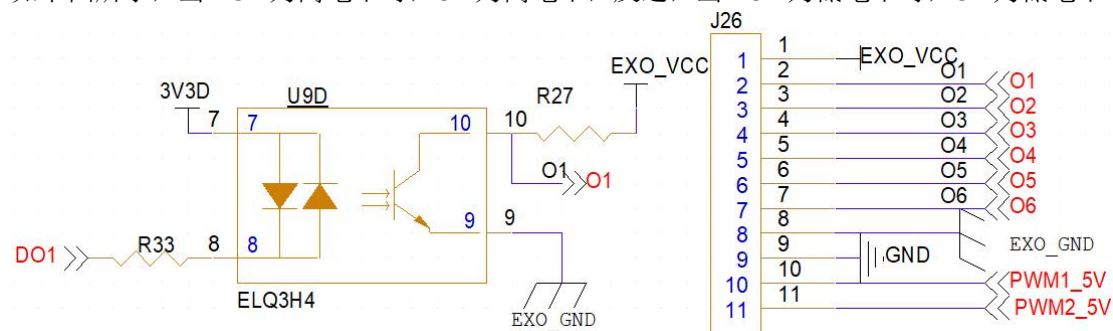 J26
1 1 EXO_VCC
2 2 O1 O1
3 3 O2 O2
4 4 O3 O3
5 5 O4 O4
6 6 O5 O5
7 7 O6 O6
8 8 EXO_GND
9 9 GND
10 10 PWM1_5V
11 11 PWM2_5V
3V3D
U9D
EXO_VCC
R27
7 7
10 10
O1 O1
9 9
DO1 R33 8 8
ELQ3H4
EXO_GND